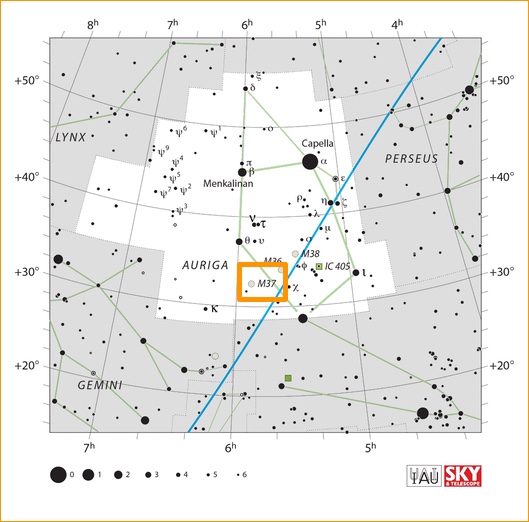 8h 7h 6h 5h 4h
+50° +50°
+40° +40°
+30° +30°
+20° +20°
7h 6h 5h
LYNX
PERSEUS
AURIGA
GEMINI
Capella
Menkalinan
ξ
δ
ψ6 ψ1 ο
ψ9
ψ4
ψ5
ψ7 ψ2
ψ3
π
β
α
ε
η ζ
ρ
λ
μ
σ
ν τ
θ υ
φ
χ
ι
κ
M36
M38
IC 405
M37
0 1 2 3 4 5 6
IAU
SKY
& TELESCOPE